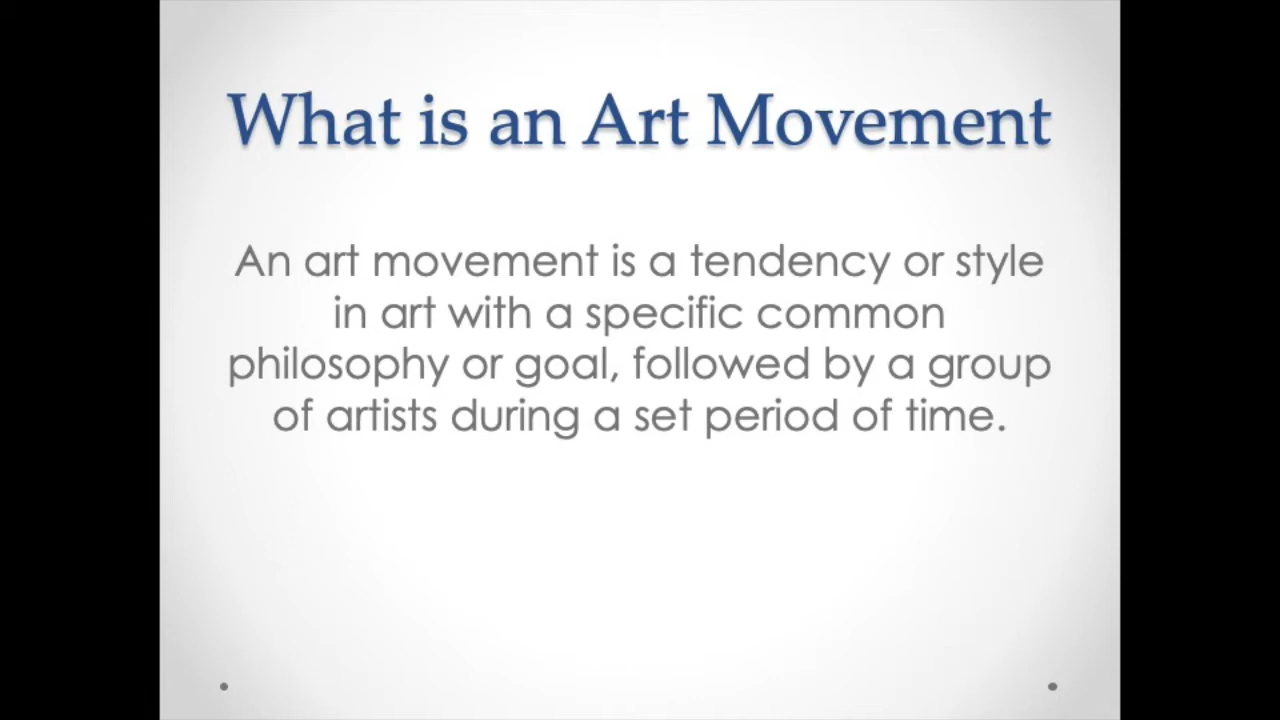 What is an Art Movement
An art movement is a tendency or style
in art with a specific common
philosophy or goal, followed by a group
of artists during a set period of time.